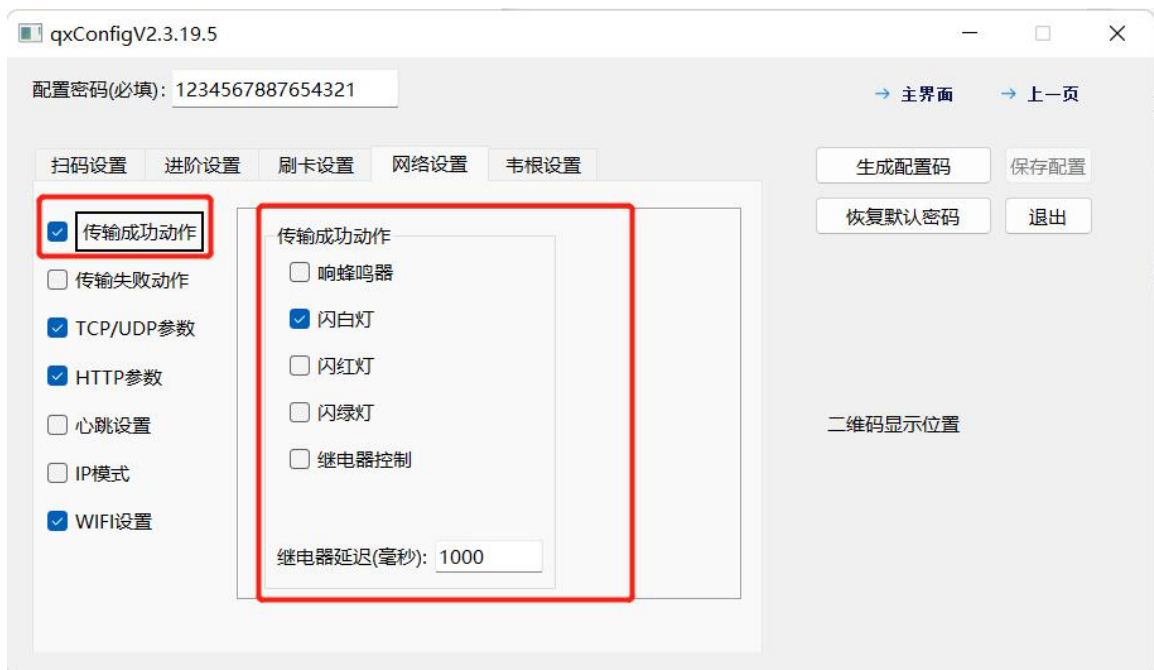 qxConfigV2.3.19.5
配置密码(必填): 1234567887654321
→ 主界面 → 上一页
扫码设置 进阶设置 刷卡设置 网络设置 韦根设置
生成配置码 保存配置
恢复默认密码 退出
传输成功动作
传输失败动作
TCP/UDP参数
HTTP参数
心跳设置
IP模式
WIFI设置
传输成功动作
响蜂鸣器
闪白灯
闪红灯
闪绿灯
继电器控制
继电器延迟(毫秒): 1000
二维码显示位置